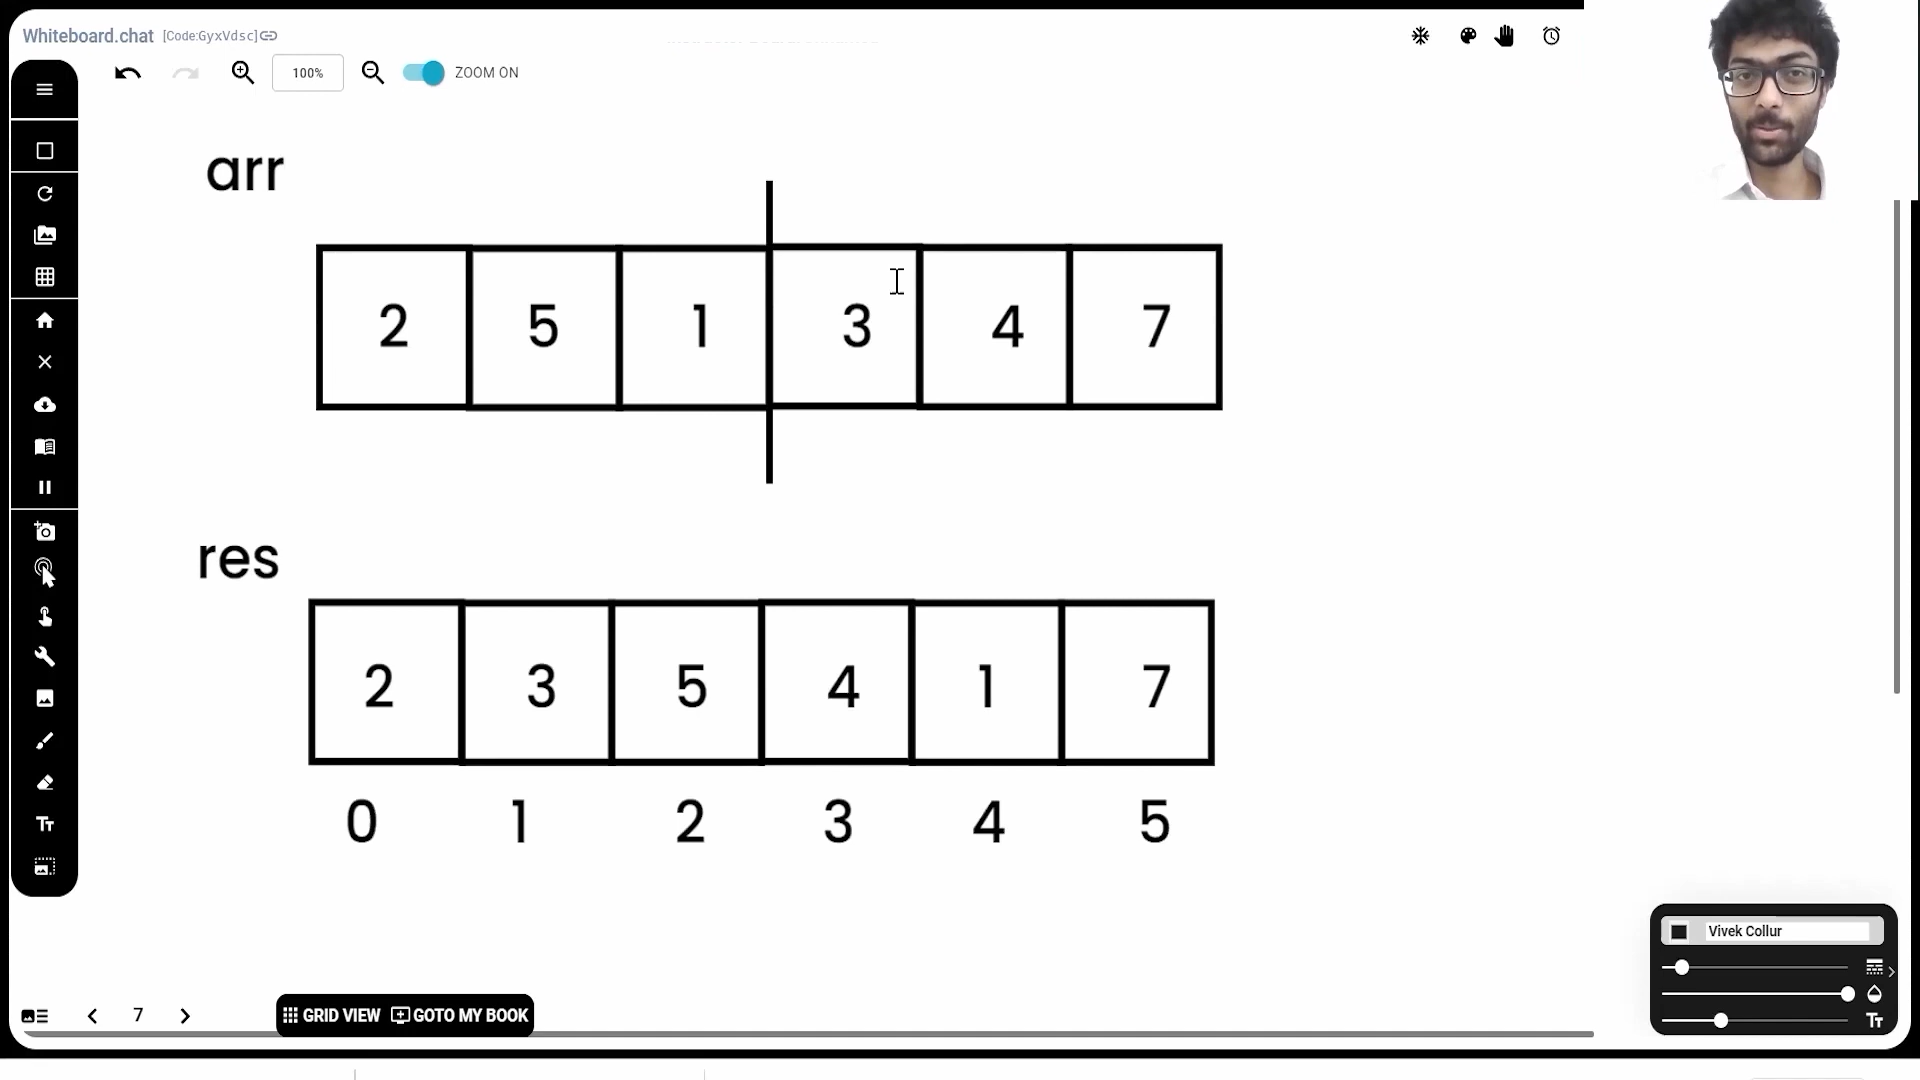 Whiteboard.chat [Code:GyxVdsc]
100% ZOOM ON
arr
2 5 1 3 4 7
res
2 3 5 4 1 7
0 1 2 3 4 5
Vivek Collur
Tт
7
GRID VIEW GOTO MY BOOK